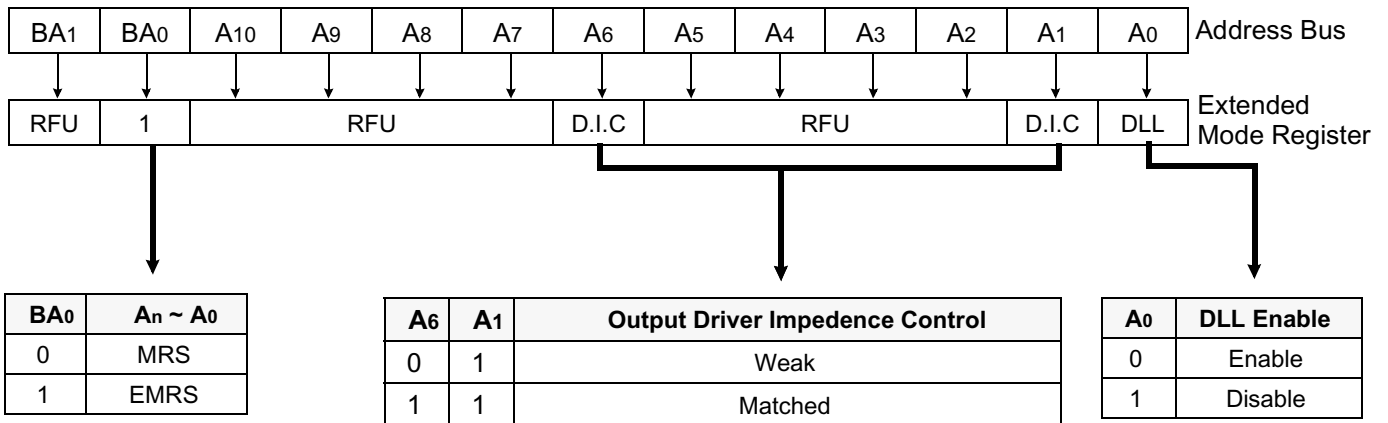 BA1 BA0 A10 A9 A8 A7 A6 A5 A4 A3 A2 A1 A0 Address Bus
RFU 1 RFU D.I.C RFU D.I.C DLL Extended
Mode Register
BA0 An ~ A0
0 MRS
1 EMRS
A6 A1 Output Driver Impedence Control
0 1 Weak
1 1 Matched
A0 DLL Enable
0 Enable
1 Disable